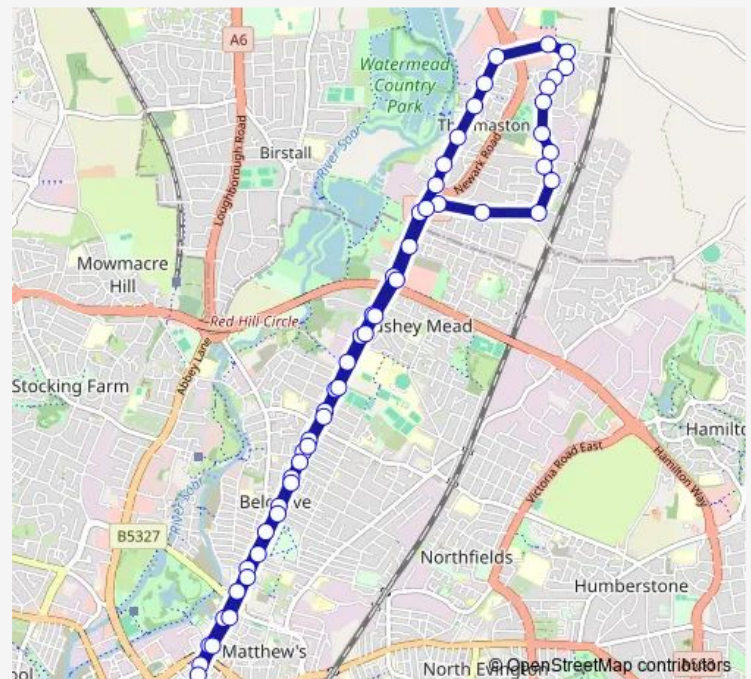 A6
Watermead
Country
Park
Thurmaston
Newark Road
Birstall
River Soar
Loughborough Road
Mowmacre
Hill
Red Hill Circle
Rushey Mead
Abbey Lane
Stocking Farm
Hamilt
Victoria Road East
Hamilton Way
River Soar
Belgrave
B5327
Northfields
Humberstone
Matthew's
North Evington
© OpenStreetMap contributors